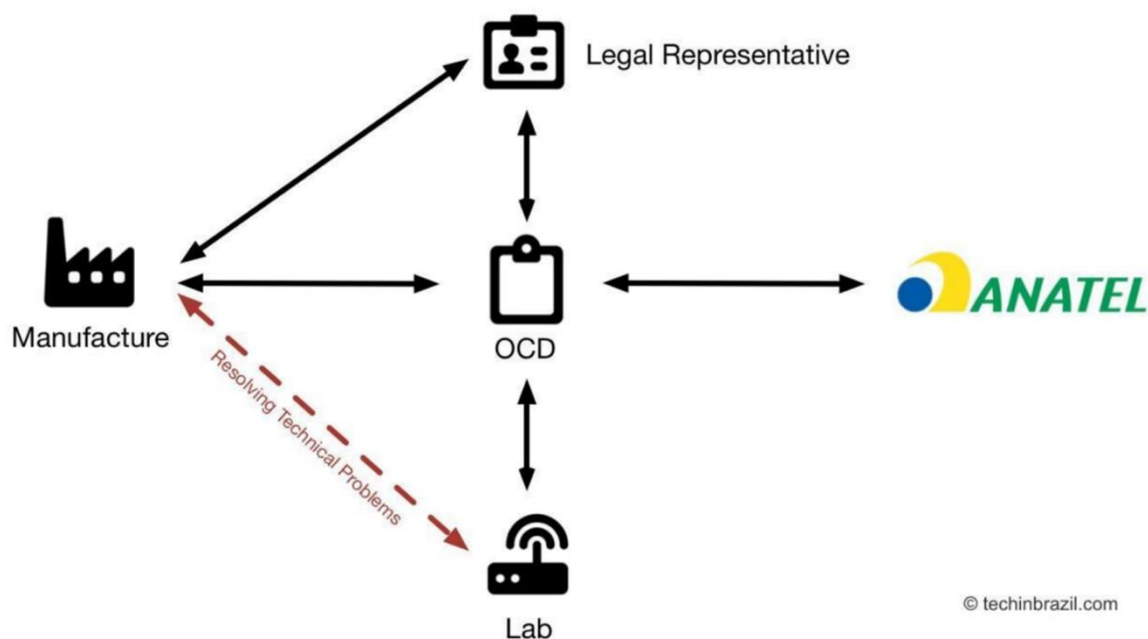 Legal Representative
Manufacture
OCD
ANATEL
Resolving Technical Problems
Lab
© techinbrazil.com